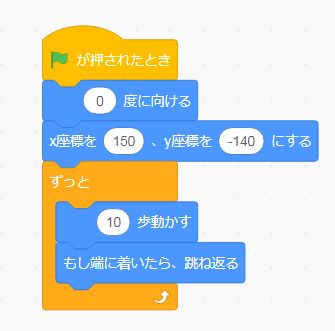 が押されたとき
0 度に向ける
x座標を 150 、y座標を -140 にする
ずっと
10 歩動かす
もし端に着いたら、跳ね返る